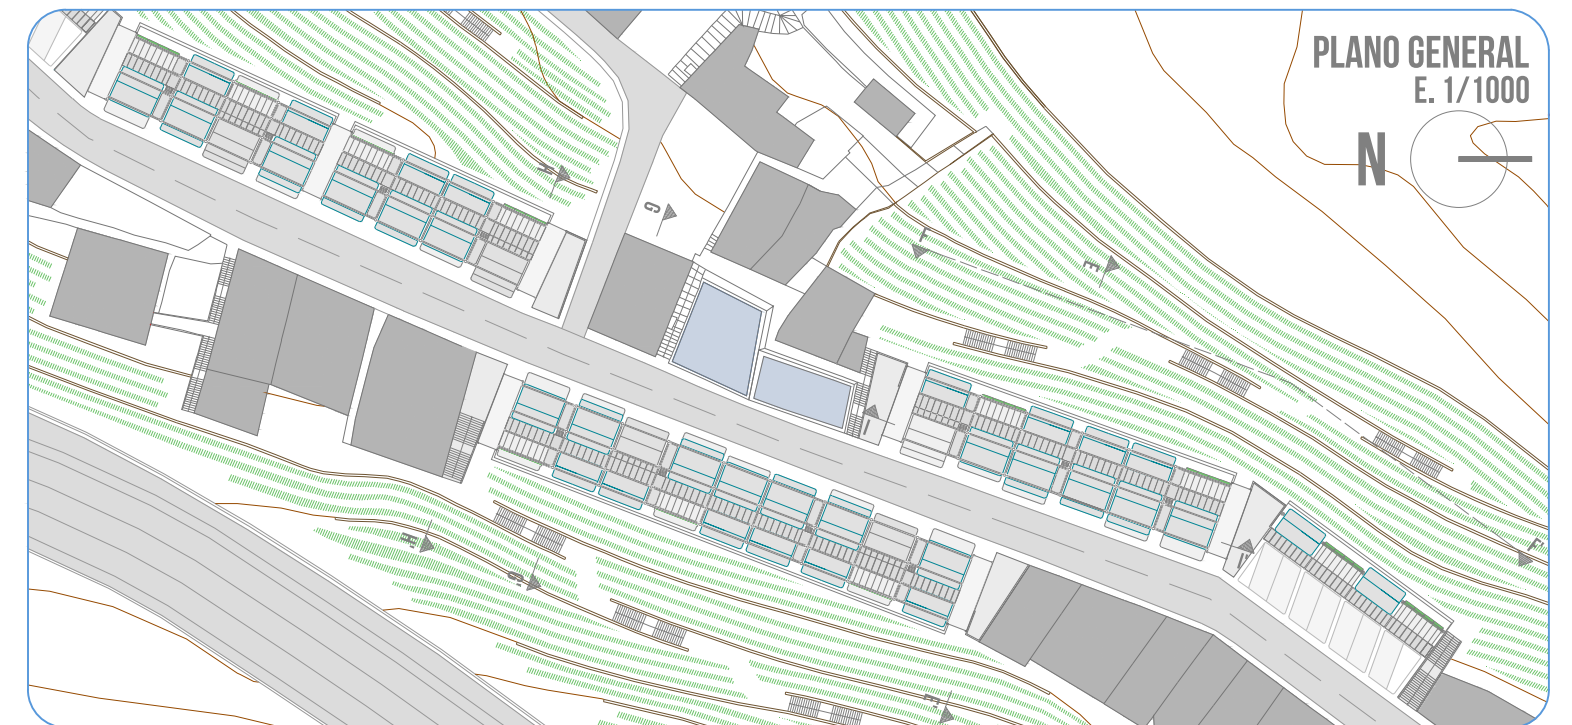 PLANO GENERAL
E. 1/1000
N
H
G
F
E
I
I'
F'
H'
G'
E'